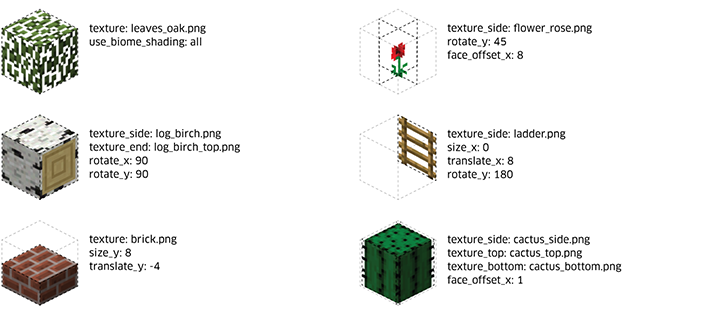 texture: leaves_oak.png
use_biome_shading: all
texture_side: flower_rose.png
rotate_y: 45
face_offset_x: 8
texture_side: log_birch.png
texture_end: log_birch_top.png
rotate_x: 90
rotate_y: 90
texture_side: ladder.png
size_x: 0
translate_x: 8
rotate_y: 180
texture: brick.png
size_y: 8
translate_y: -4
texture_side: cactus_side.png
texture_top: cactus_top.png
texture_bottom: cactus_bottom.png
face_offset_x: 1